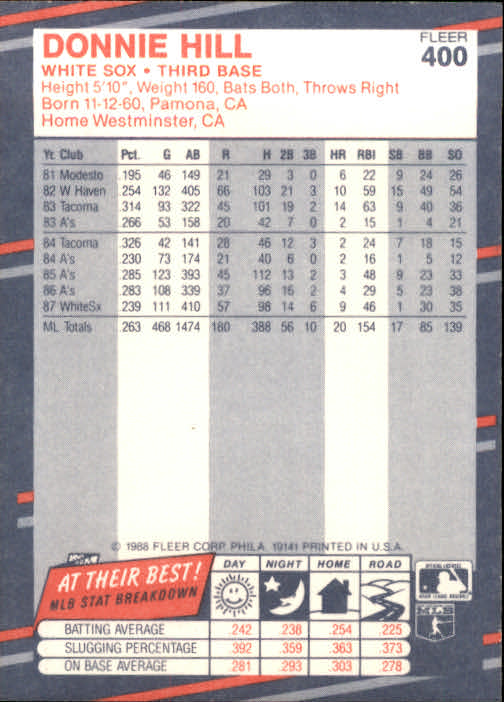 DONNIE HILL
FLEER
400
WHITE SOX • THIRD BASE
Height 5'10", Weight 160, Bats Both, Throws Right
Born 11-12-60, Pamona, CA
Home Westminster, CA
Yr. Club Pct. G AB R H 2B 3B HR RBI SB BB SO
81 Modesto .195 46 149 21 29 3 0 6 22 9 24 26
82 W Haven .254 132 405 66 103 21 3 10 59 15 49 54
83 Tacoma .314 93 322 45 101 19 2 14 63 9 40 36
83 A's .266 53 158 20 42 7 0 2 15 1 4 21
84 Tacoma .326 42 141 28 46 12 3 2 24 7 18 15
84 A's .230 73 174 21 40 6 0 2 16 1 5 12
85 A's .285 123 393 45 112 13 2 3 48 9 23 33
86 A's .283 108 339 37 96 16 2 4 29 5 23 38
87 WhiteSx .239 111 410 57 98 14 6 9 46 1 30 35
ML Totals .263 468 1474 180 388 56 10 20 154 17 85 139
© 1988 FLEER CORP. PHILA. 19141 PRINTED IN U.S.A.
AT THEIR BEST!
MLB STAT BREAKDOWN
DAY NIGHT HOME ROAD
BATTING AVERAGE .242 .238 .254 .225
SLUGGING PERCENTAGE .392 .359 .363 .373
ON BASE AVERAGE .281 .293 .303 .278
MLS